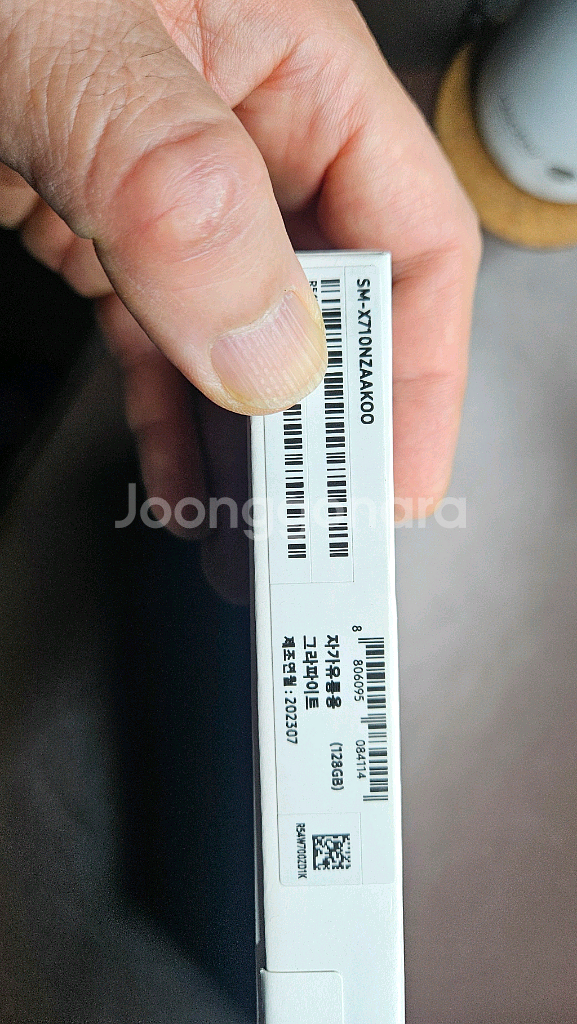 SM-X710NZAAKOO
8 806095 084114
자가유통용 (128GB)
그라파이트
제조연월 : 202307
R54W700ZD1K
Joonggonara